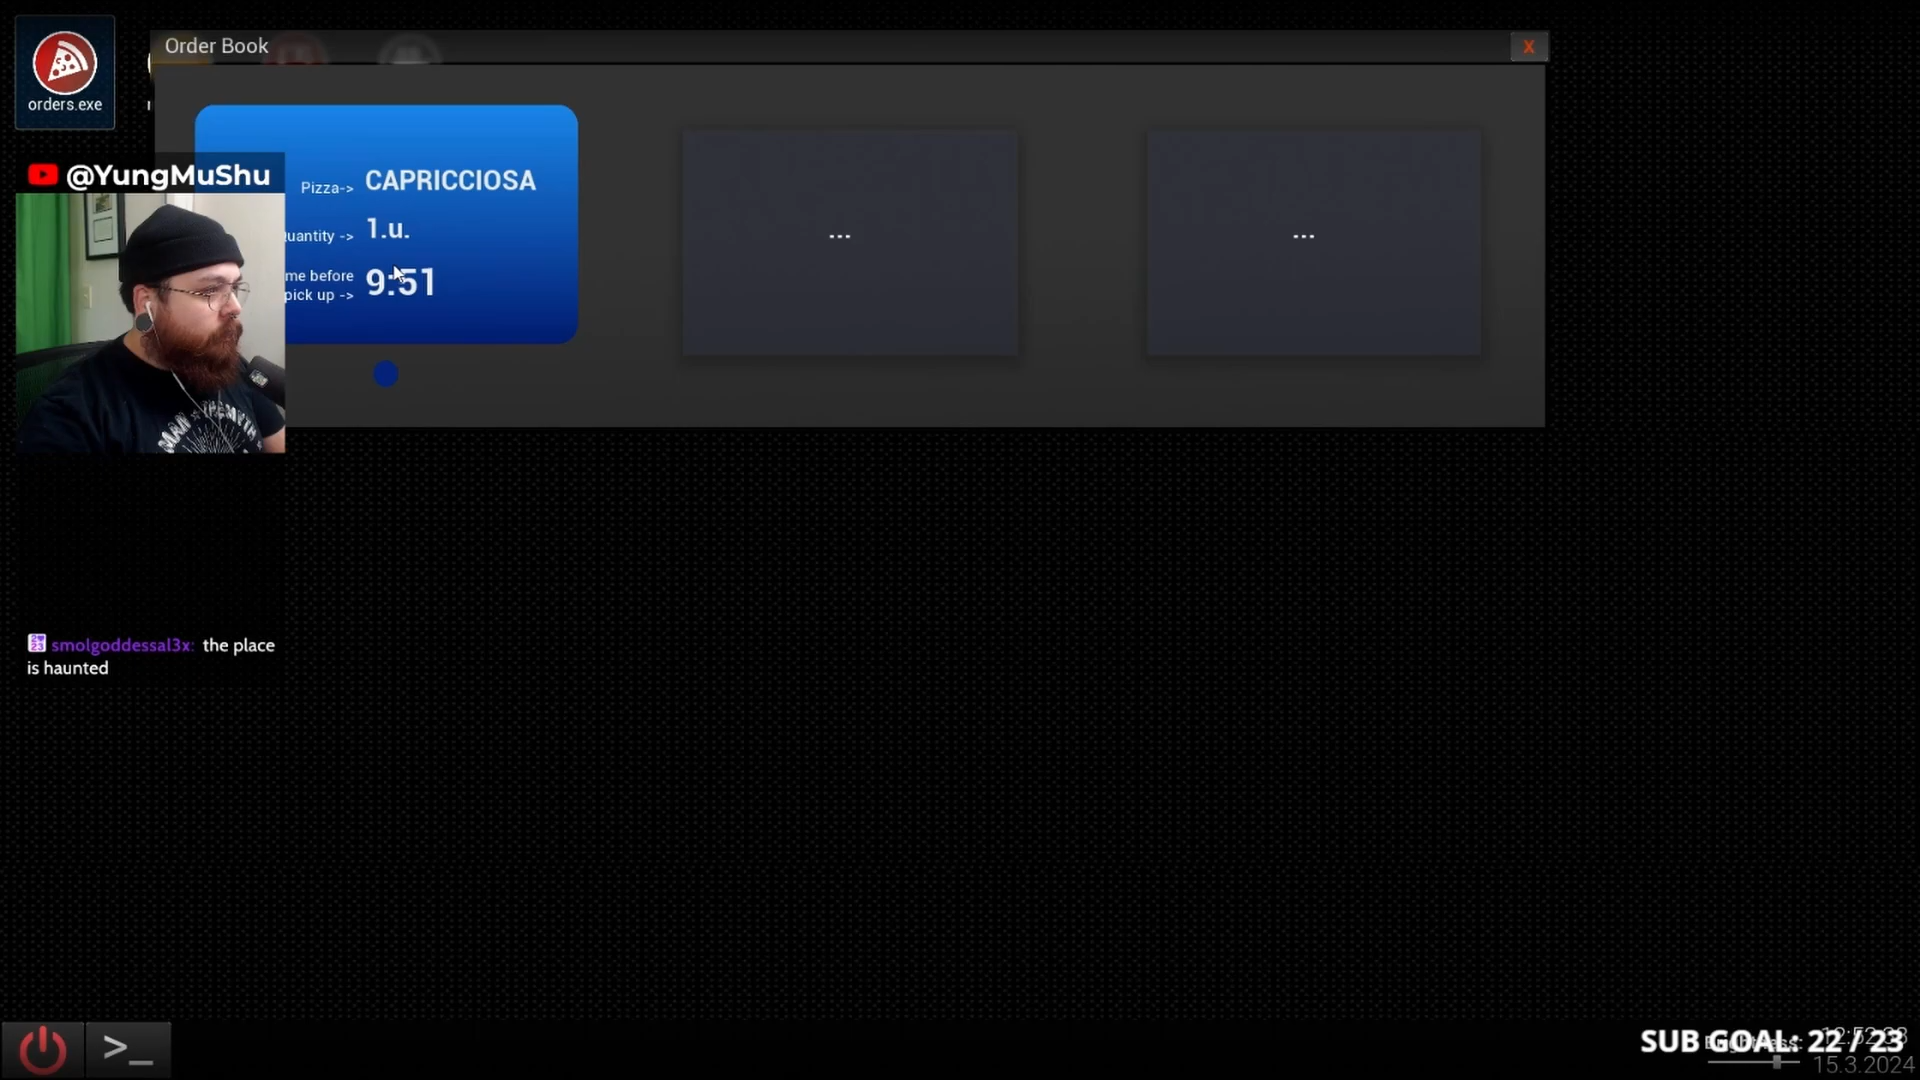 Order Book
X
orders.exe
@YungMuShu
Pizza-> CAPRICCIOSA
uantity -> 1.u.
me before
pick up -> 9:51
...
...
MAN
smolgoddessal3x: the place
is haunted
>_
SUB GOAL: 22 / 23
15.3.2024